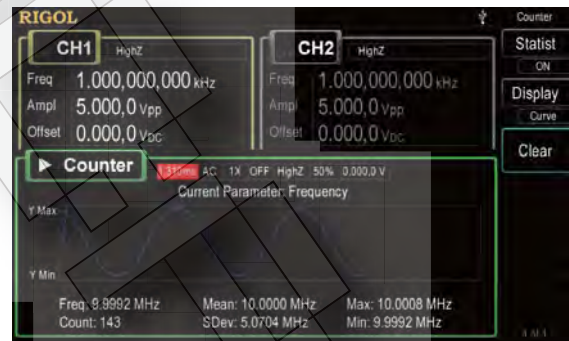 RIGOL
Counter
CH1 HighZ
Freq 1.000,000,000 kHz
Ampl 5.000,0 Vpp
Offset 0.000,0 VDC
CH2 HighZ
Freq 1.000,000,000 kHz
Ampl 5.000,0 Vpp
Offset 0.000,0 VDC
Statist
ON
Display
Curve
Clear
Counter
AC 1X OFF HighZ 50% 0.000,0 V
Current Parameter: Frequency
Y Max
Y Min
Freq: 9.9992 MHz Mean: 10.0000 MHz Max: 10.0008 MHz
Count: 143 SDev: 5.0704 MHz Min: 9.9992 MHz